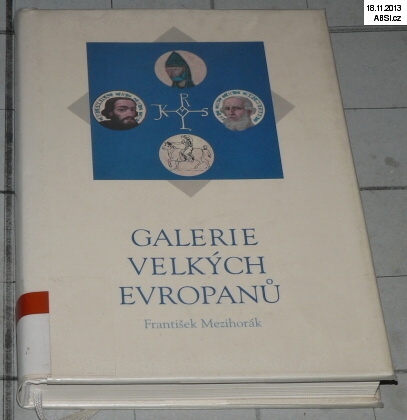 18.11.2013
ABSI.cz
K R S
GALERIE
VELKÝCH
EVROPANŮ
František Mezihorák